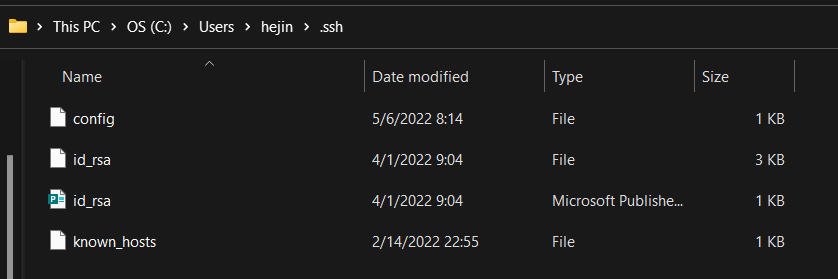 This PC > OS (C:) > Users > hejin > .ssh
Name Date modified Type Size
config 5/6/2022 8:14 File 1 KB
id_rsa 4/1/2022 9:04 File 3 KB
id_rsa 4/1/2022 9:04 Microsoft Publishe... 1 KB
known_hosts 2/14/2022 22:55 File 1 KB